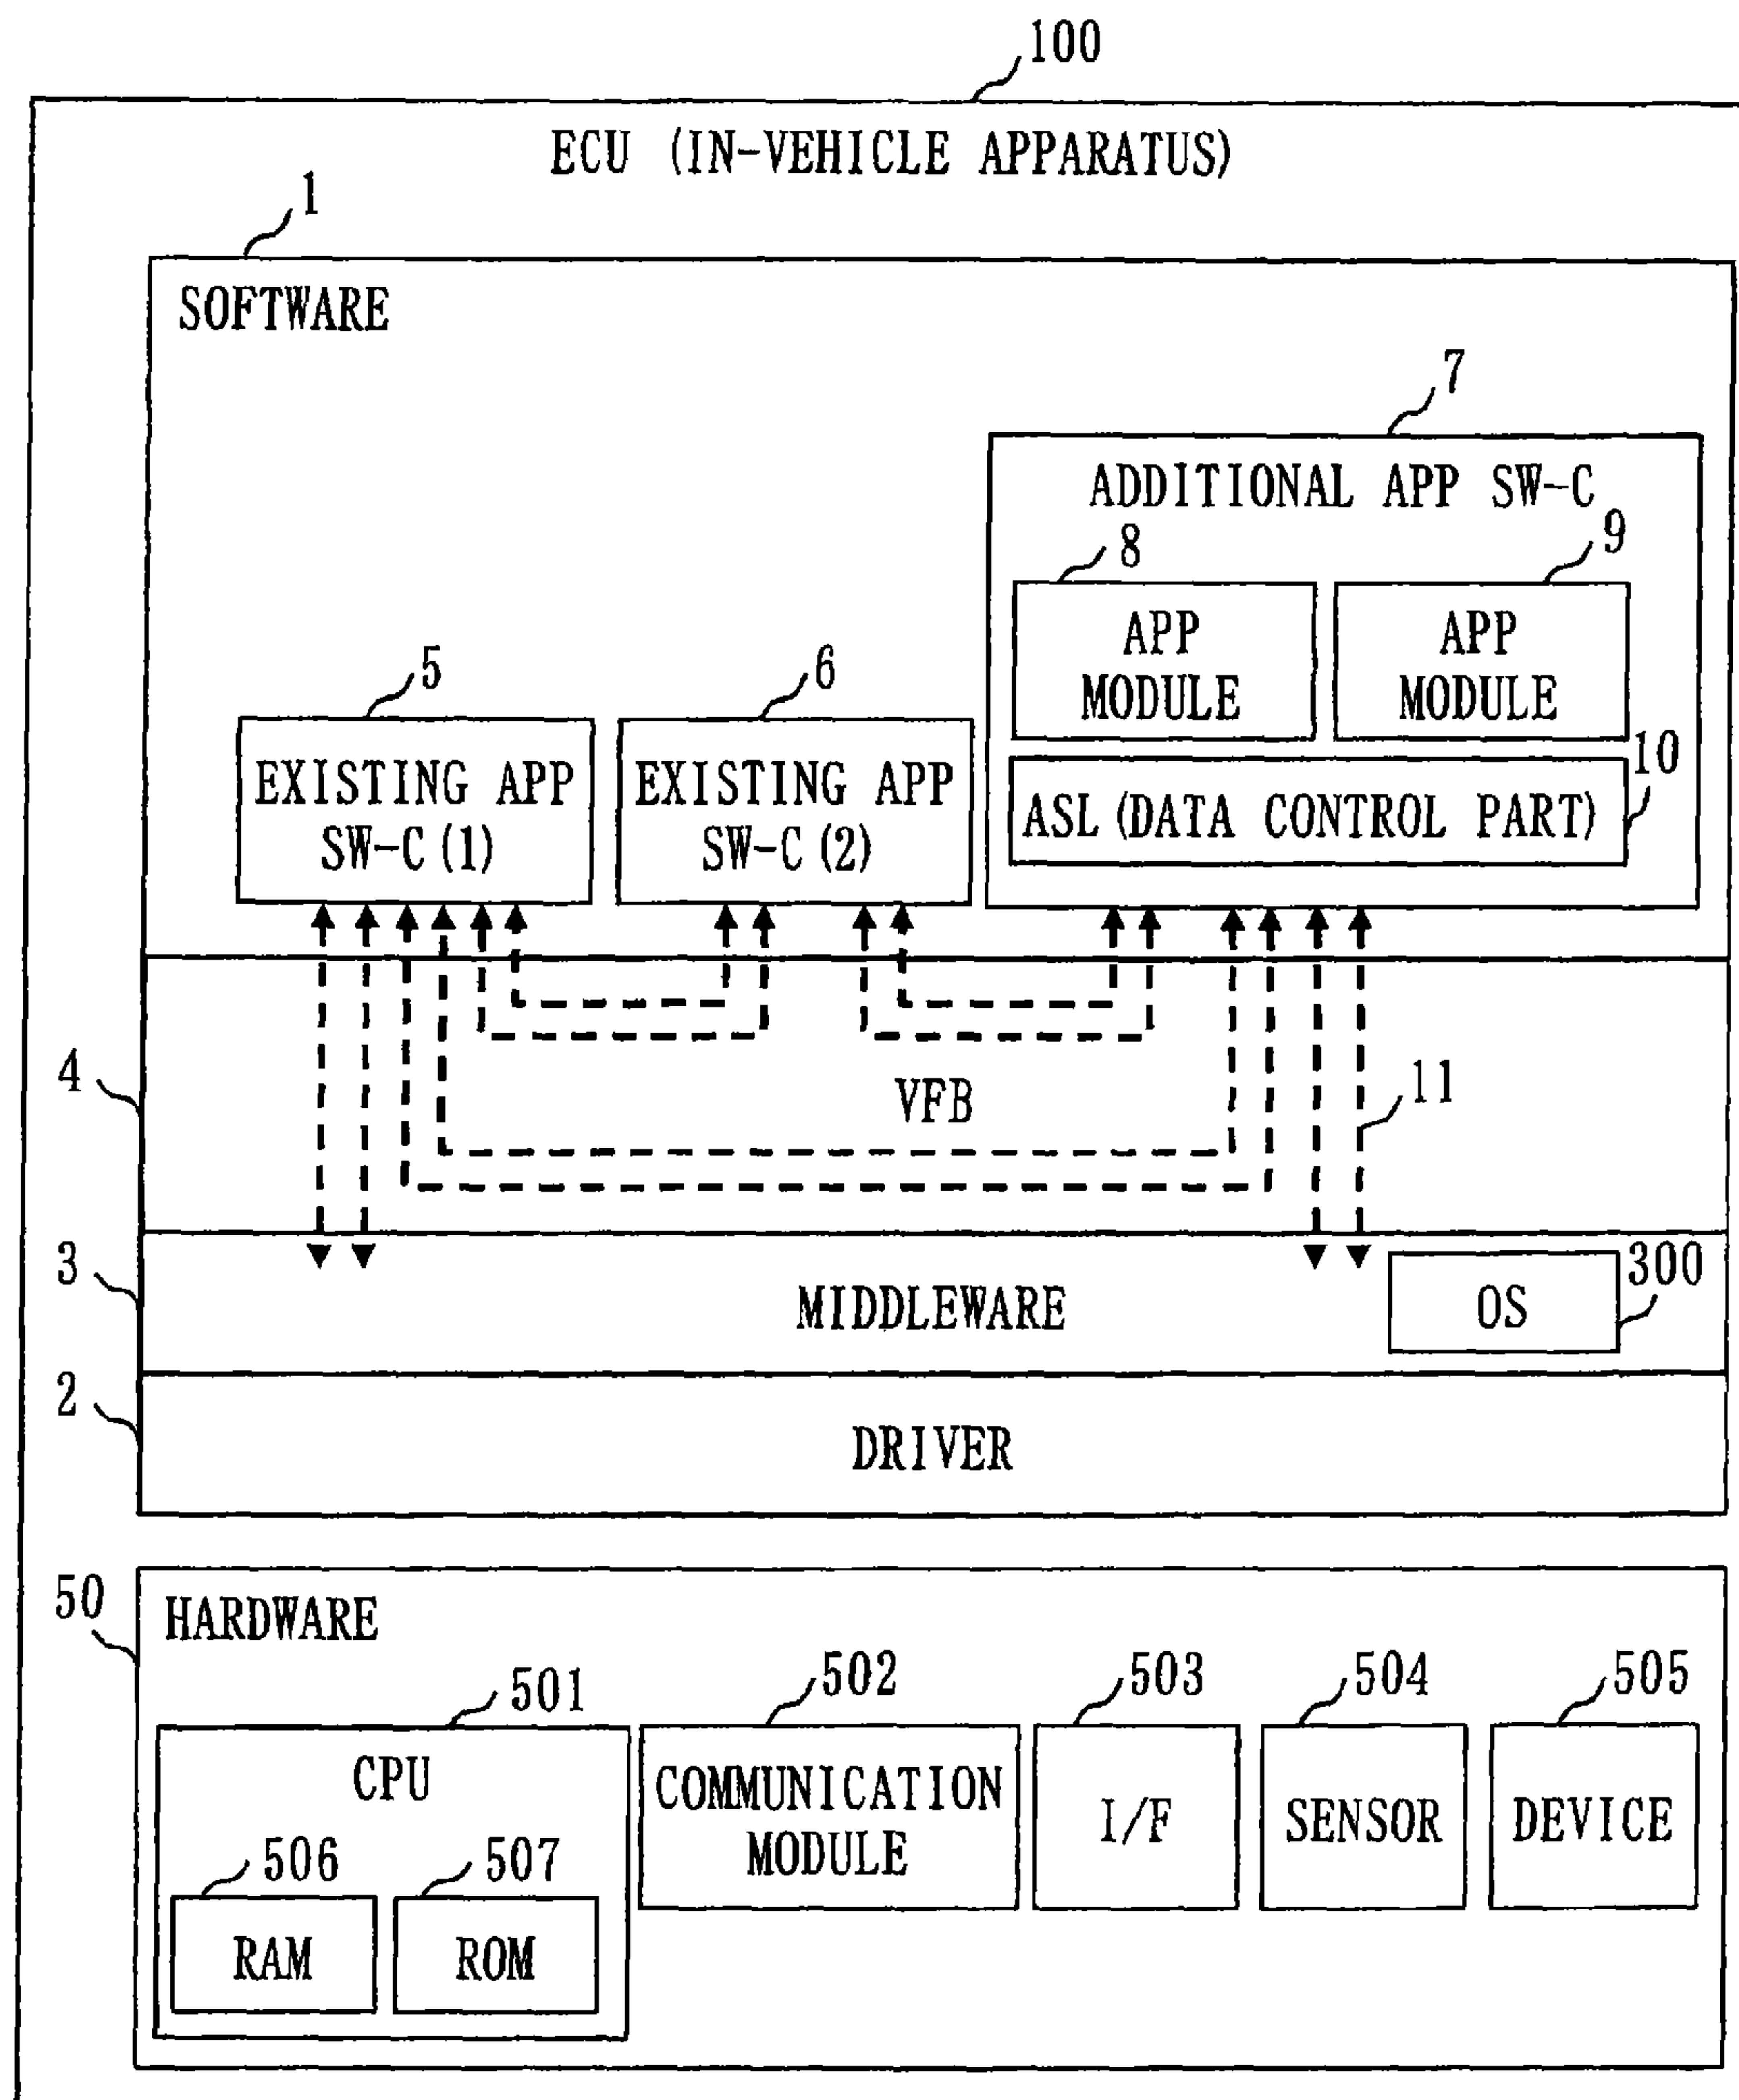 100
ECU (IN-VEHICLE APPARATUS)
1
SOFTWARE
7
ADDITIONAL APP SW-C
8
9
APP
MODULE
APP
MODULE
5
6
10
EXISTING APP
SW-C(1)
EXISTING APP
SW-C(2)
ASL(DATA CONTROL PART)
4
VFB
11
3
MIDDLEWARE
OS
300
2
DRIVER
50
HARDWARE
501
502
503
504
505
CPU
COMMUNICATION
MODULE
I/F
SENSOR
DEVICE
506
507
RAM
ROM